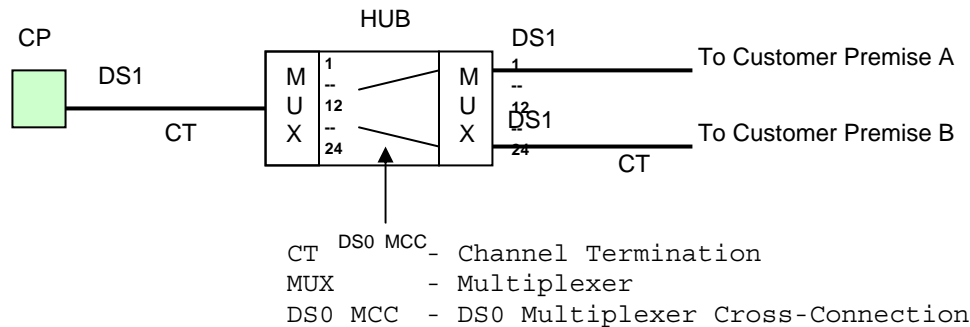 HUB
CP
DS1
DS1
CT
M
U
X
1
--
12
--
24
M
U
X
1
--
12
--
24
DS1
To Customer Premise A
To Customer Premise B
CT
DS0 MCC
CT - Channel Termination
MUX - Multiplexer
DS0 MCC - DS0 Multiplexer Cross-Connection